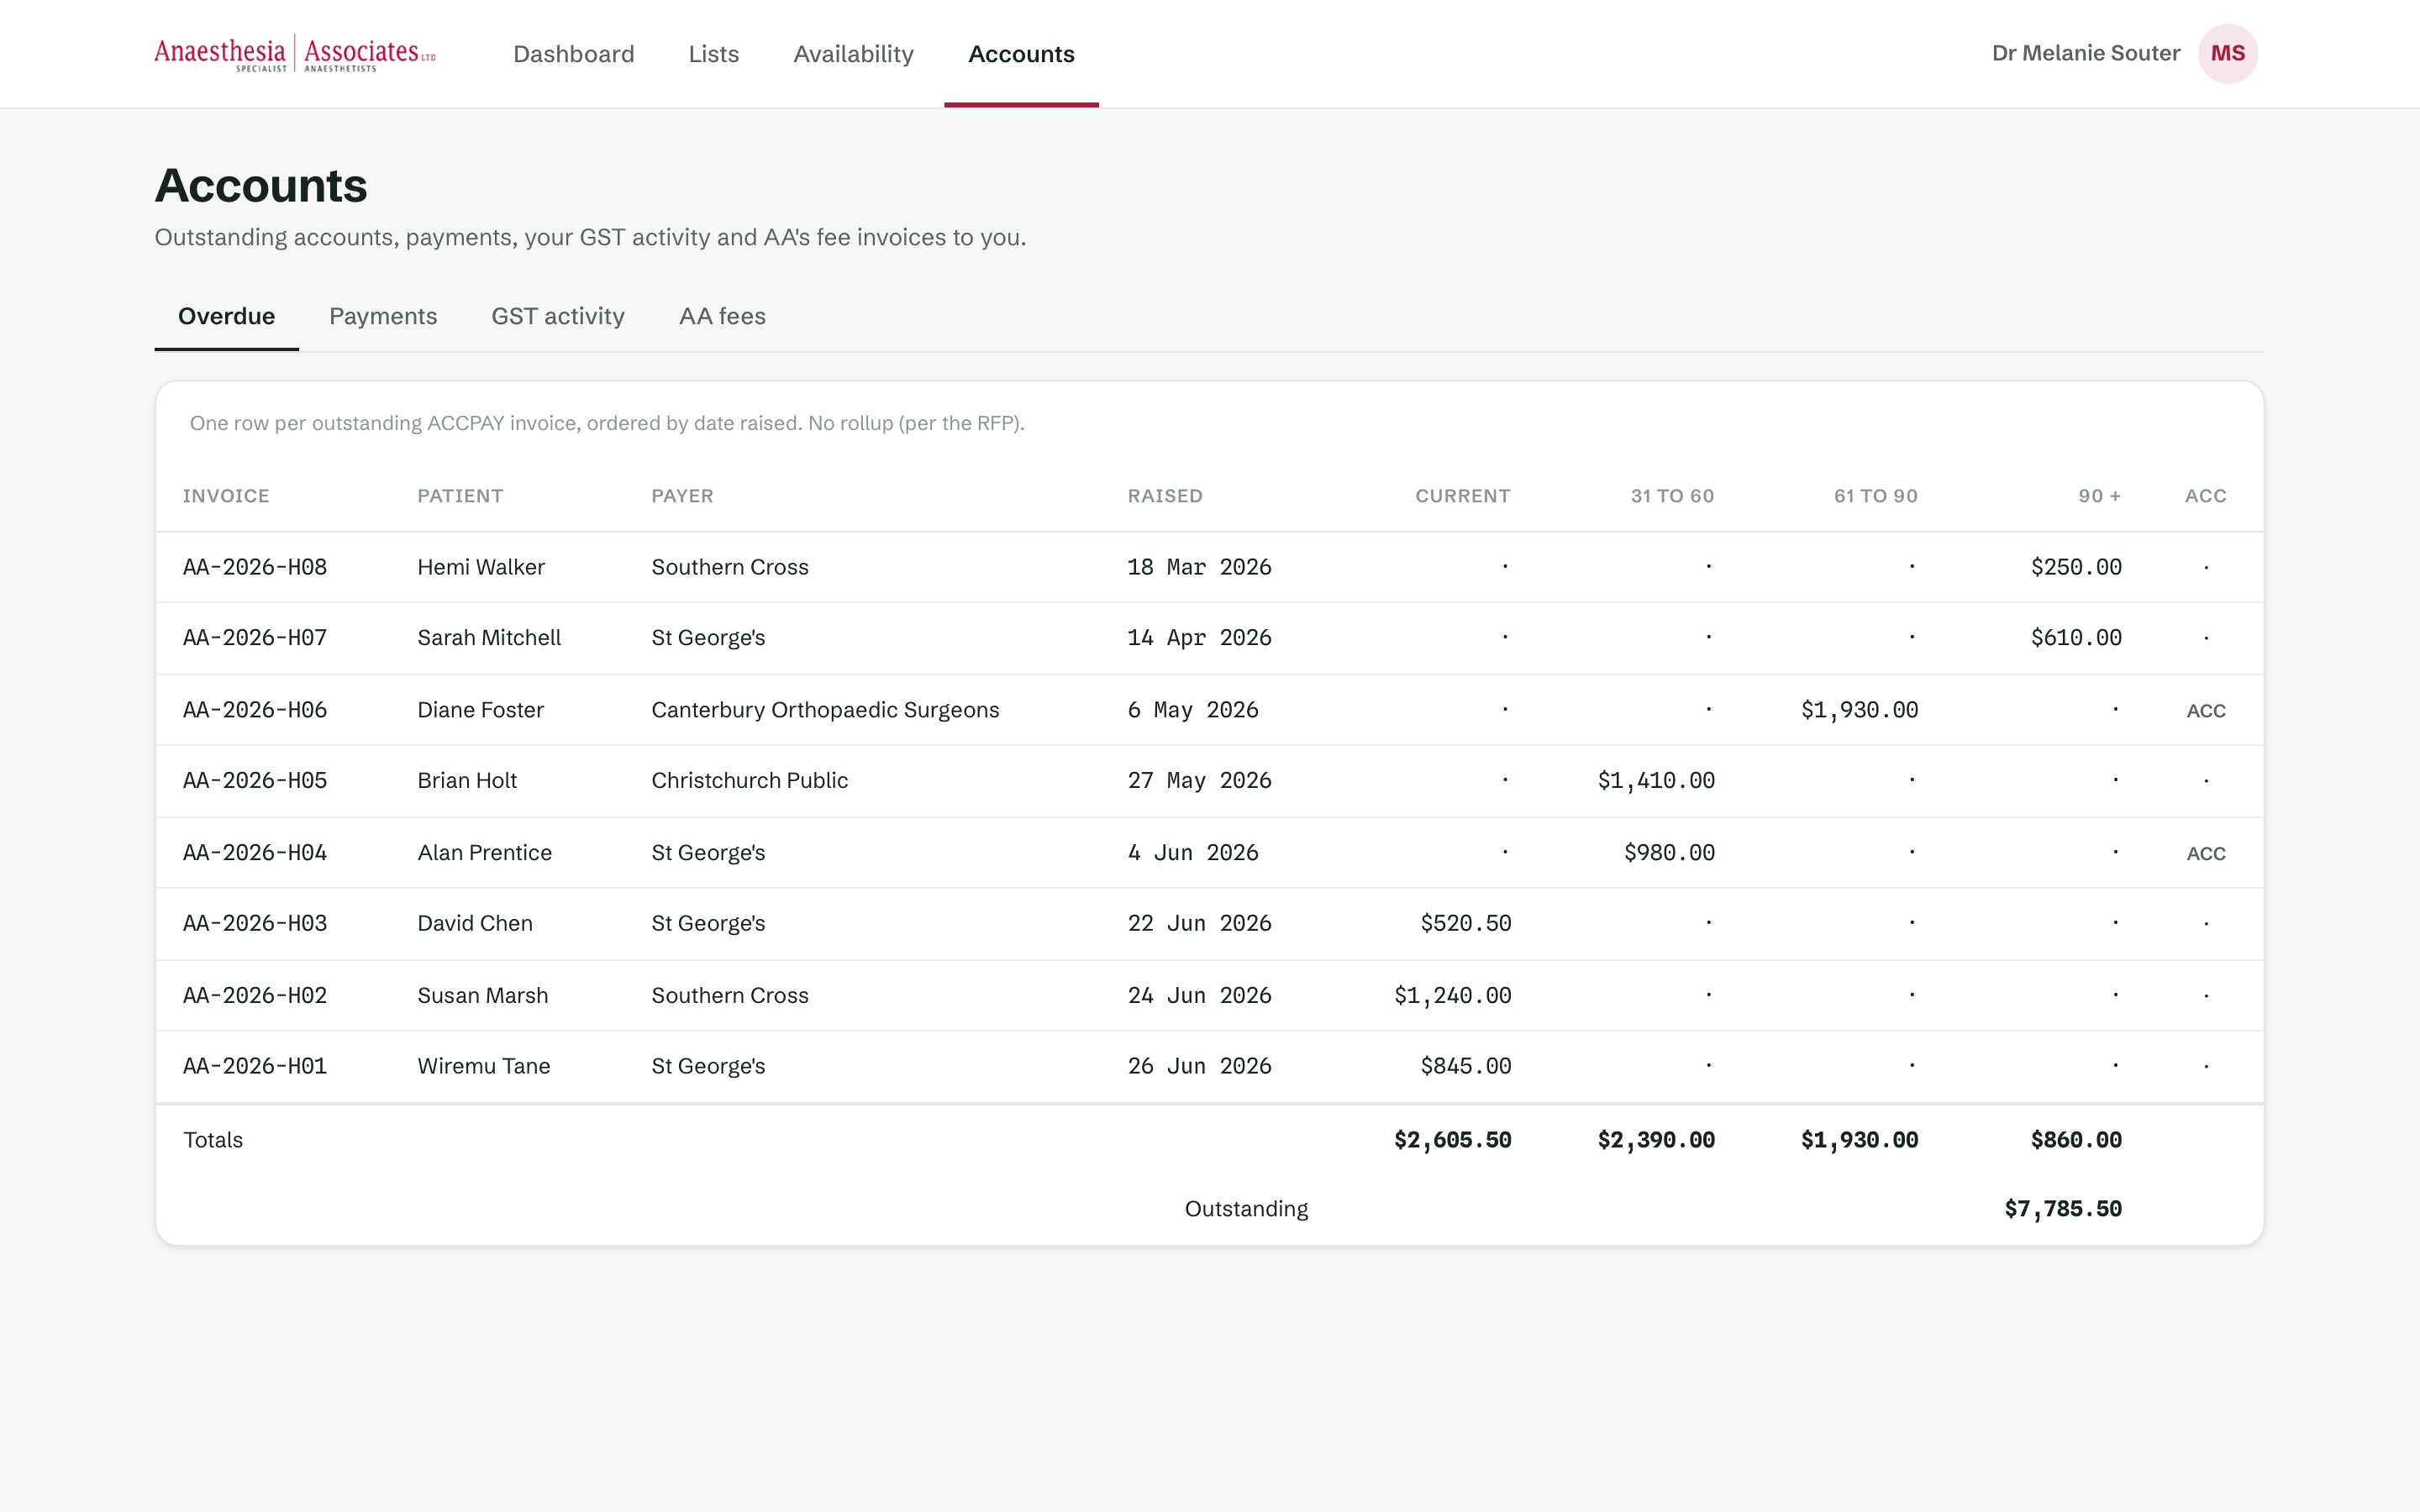 Anaesthesia | Associates LTD
SPECIALIST ANAESTHETISTS
Dashboard Lists Availability Accounts
Dr Melanie Souter MS
Accounts
Outstanding accounts, payments, your GST activity and AA's fee invoices to you.
Overdue Payments GST activity AA fees
One row per outstanding ACCPAY invoice, ordered by date raised. No rollup (per the RFP).
INVOICE PATIENT PAYER RAISED CURRENT 31 TO 60 61 TO 90 90 + ACC
AA-2026-H08 Hemi Walker Southern Cross 18 Mar 2026 · · · $250.00 ·
AA-2026-H07 Sarah Mitchell St George's 14 Apr 2026 · · · $610.00 ·
AA-2026-H06 Diane Foster Canterbury Orthopaedic Surgeons 6 May 2026 · · $1,930.00 · ACC
AA-2026-H05 Brian Holt Christchurch Public 27 May 2026 · $1,410.00 · · ·
AA-2026-H04 Alan Prentice St George's 4 Jun 2026 · $980.00 · · ACC
AA-2026-H03 David Chen St George's 22 Jun 2026 $520.50 · · · ·
AA-2026-H02 Susan Marsh Southern Cross 24 Jun 2026 $1,240.00 · · · ·
AA-2026-H01 Wiremu Tane St George's 26 Jun 2026 $845.00 · · · ·
Totals $2,605.50 $2,390.00 $1,930.00 $860.00
Outstanding $7,785.50